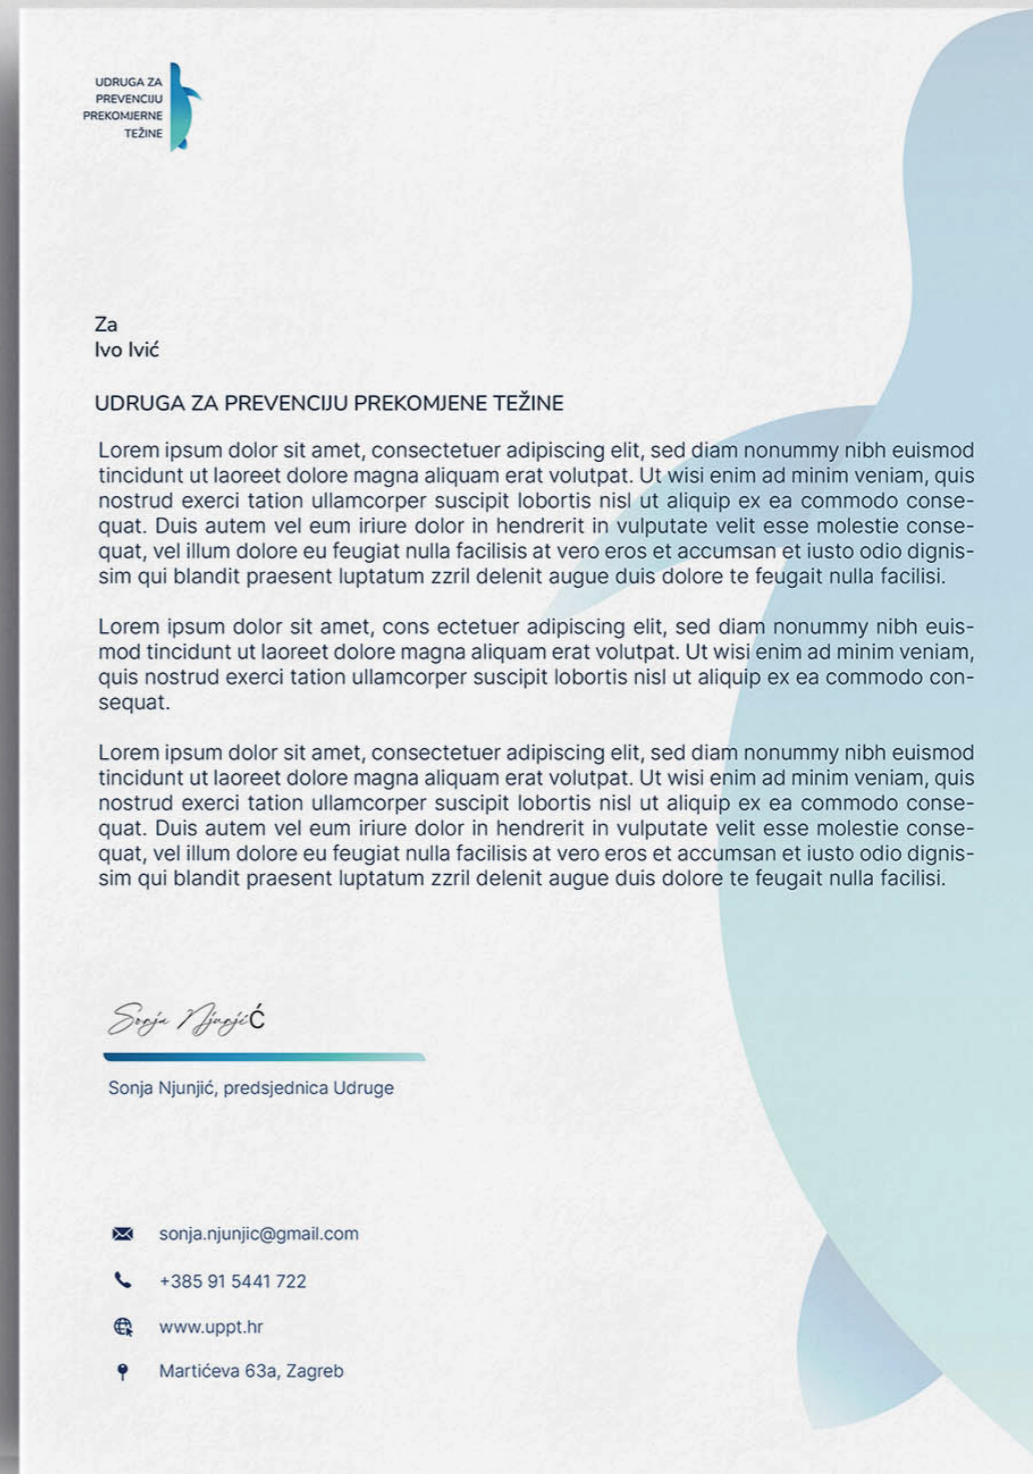 UDRUGA ZA
PREVENCIJU
PREKOMJERNE
TEŽINE
Za
Ivo Ivić
UDRUGA ZA PREVENCIJU PREKOMJENE TEŽINE
Lorem ipsum dolor sit amet, consectetuer adipiscing elit, sed diam nonummy nibh euismod
tincidunt ut laoreet dolore magna aliquam erat volutpat. Ut wisi enim ad minim veniam, quis
nostrud exerci tation ullamcorper suscipit lobortis nisl ut aliquip ex ea commodo conse-
quat. Duis autem vel eum iriure dolor in hendrerit in vulputate velit esse molestie conse-
quat, vel illum dolore eu feugiat nulla facilisis at vero eros et accumsan et iusto odio dignis-
sim qui blandit praesent luptatum zzril delenit augue duis dolore te feugait nulla facilisi.
Lorem ipsum dolor sit amet, cons ectetuer adipiscing elit, sed diam nonummy nibh euis-
mod tincidunt ut laoreet dolore magna aliquam erat volutpat. Ut wisi enim ad minim veniam,
quis nostrud exerci tation ullamcorper suscipit lobortis nisl ut aliquip ex ea commodo con-
sequat.
Lorem ipsum dolor sit amet, consectetuer adipiscing elit, sed diam nonummy nibh euismod
tincidunt ut laoreet dolore magna aliquam erat volutpat. Ut wisi enim ad minim veniam, quis
nostrud exerci tation ullamcorper suscipit lobortis nisl ut aliquip ex ea commodo conse-
quat. Duis autem vel eum iriure dolor in hendrerit in vulputate velit esse molestie conse-
quat, vel illum dolore eu feugiat nulla facilisis at vero eros et accumsan et iusto odio dignis-
sim qui blandit praesent luptatum zzril delenit augue duis dolore te feugait nulla facilisi.
Sonja NjunjiĆ
Sonja Njunjić, predsjednica Udruge
sonja.njunjic@gmail.com
+385 91 5441 722
www.uppt.hr
Martićeva 63a, Zagreb